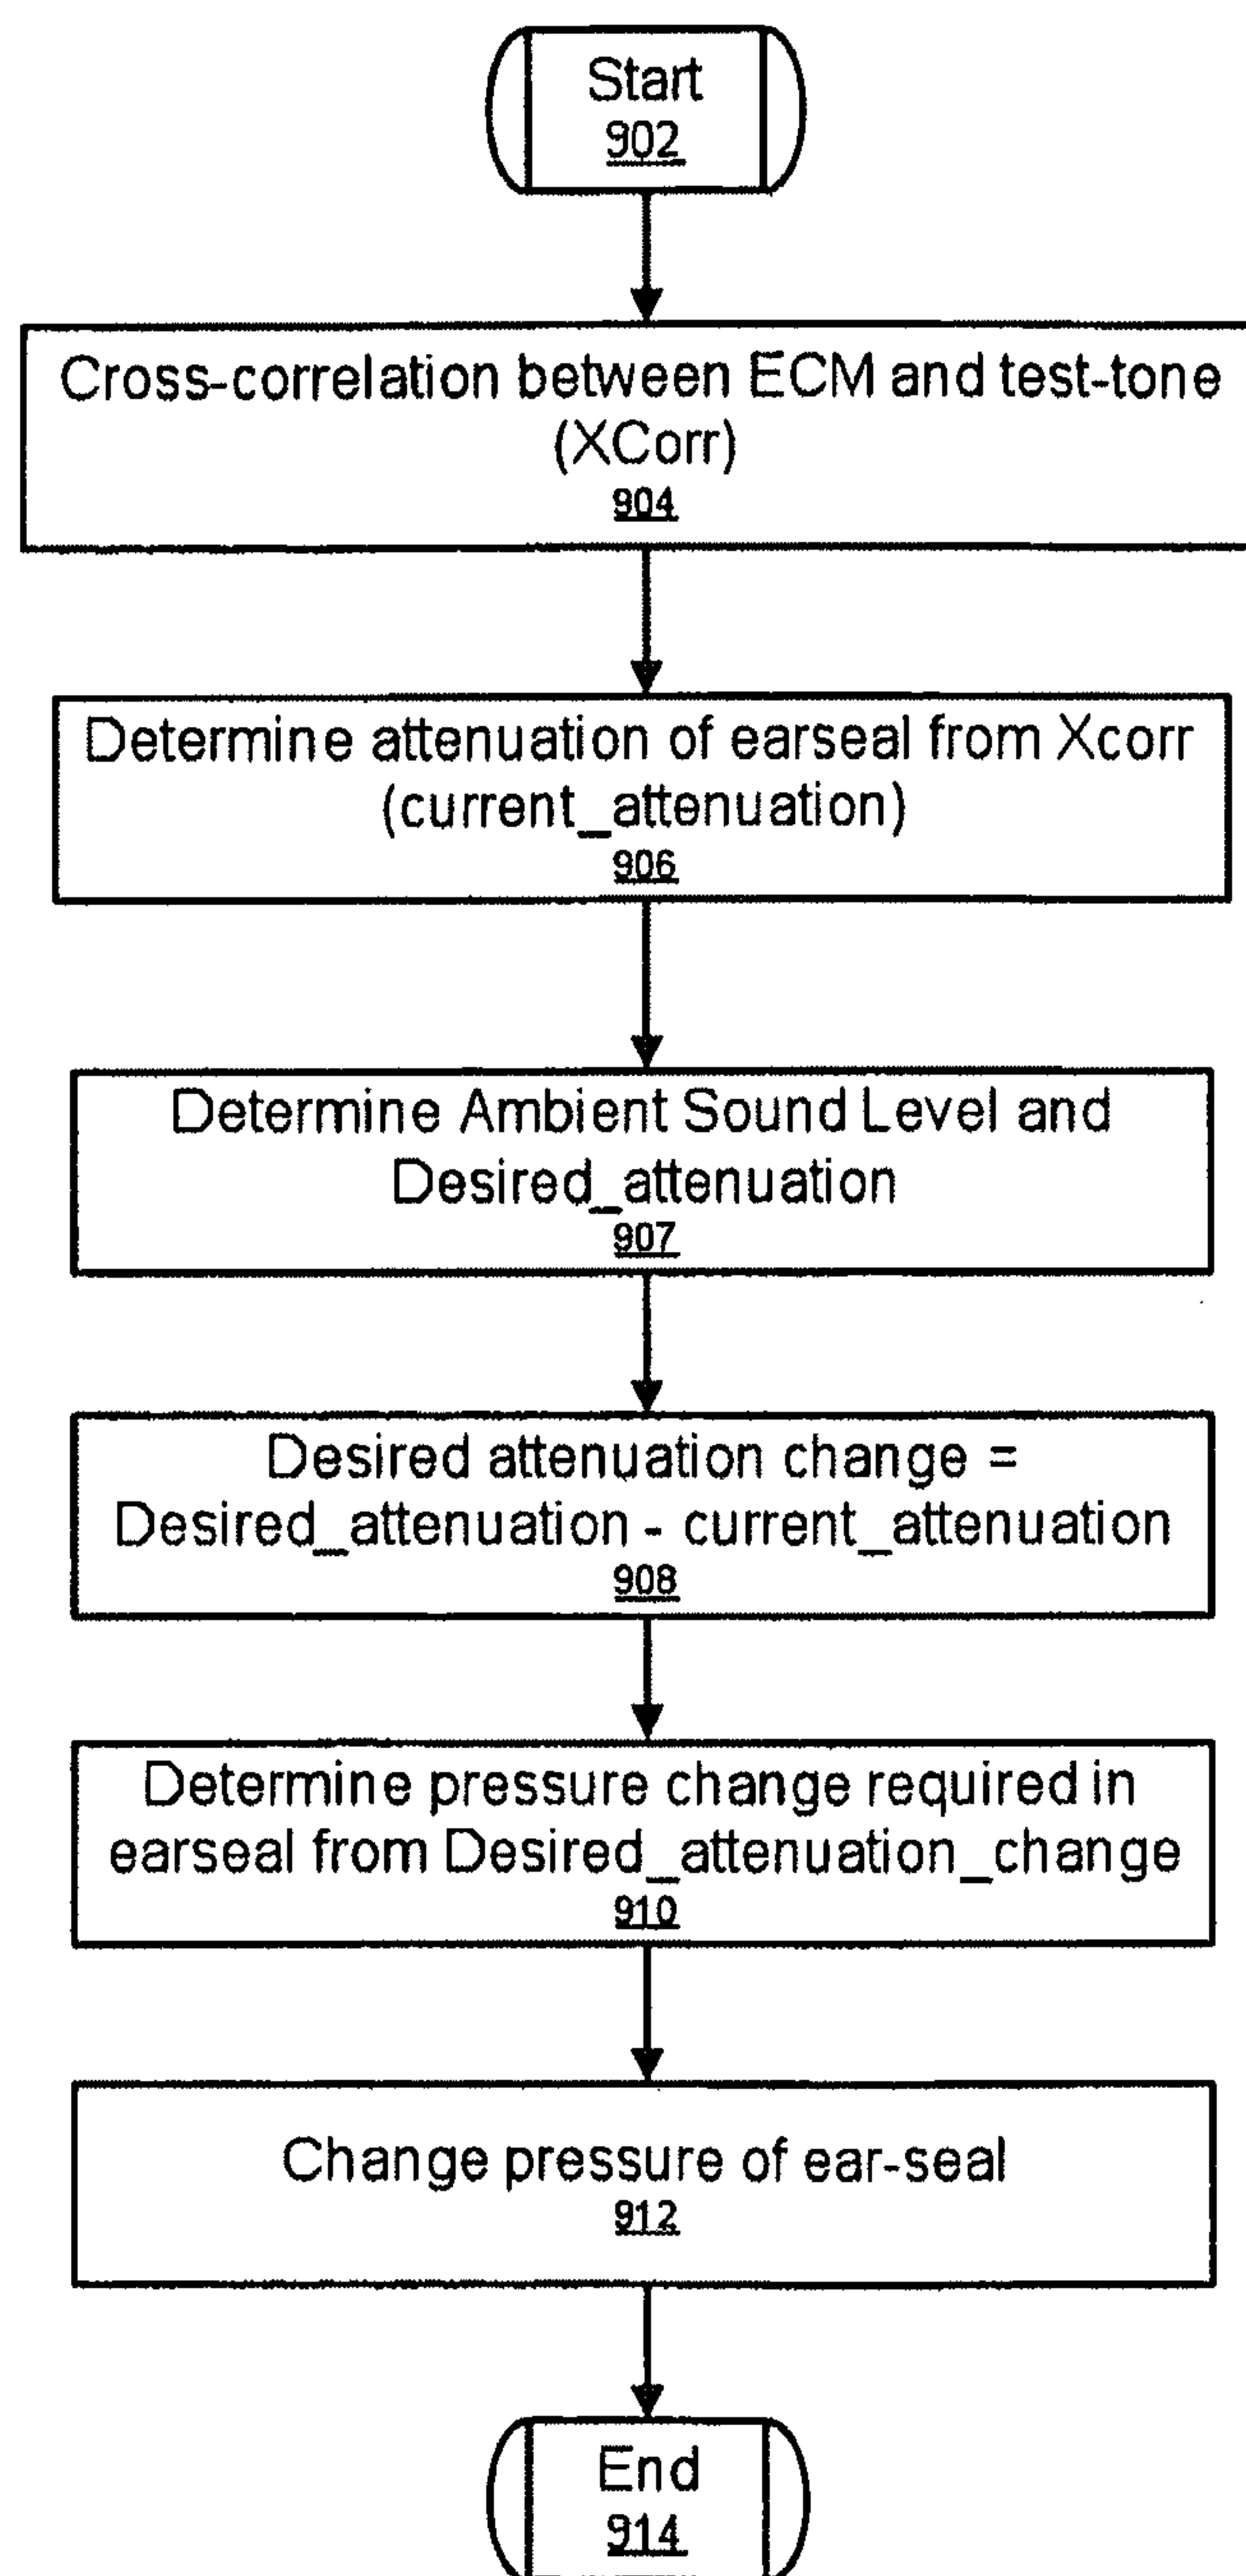 Start
902
Cross-correlation between ECM and test-tone
(XCorr)
904
Determine attenuation of earseal from Xcorr
(current_attenuation)
906
Determine Ambient Sound Level and
Desired_attenuation
907
Desired attenuation change =
Desired_attenuation - current_attenuation
908
Determine pressure change required in
earseal from Desired_attenuation_change
910
Change pressure of ear-seal
912
End
914